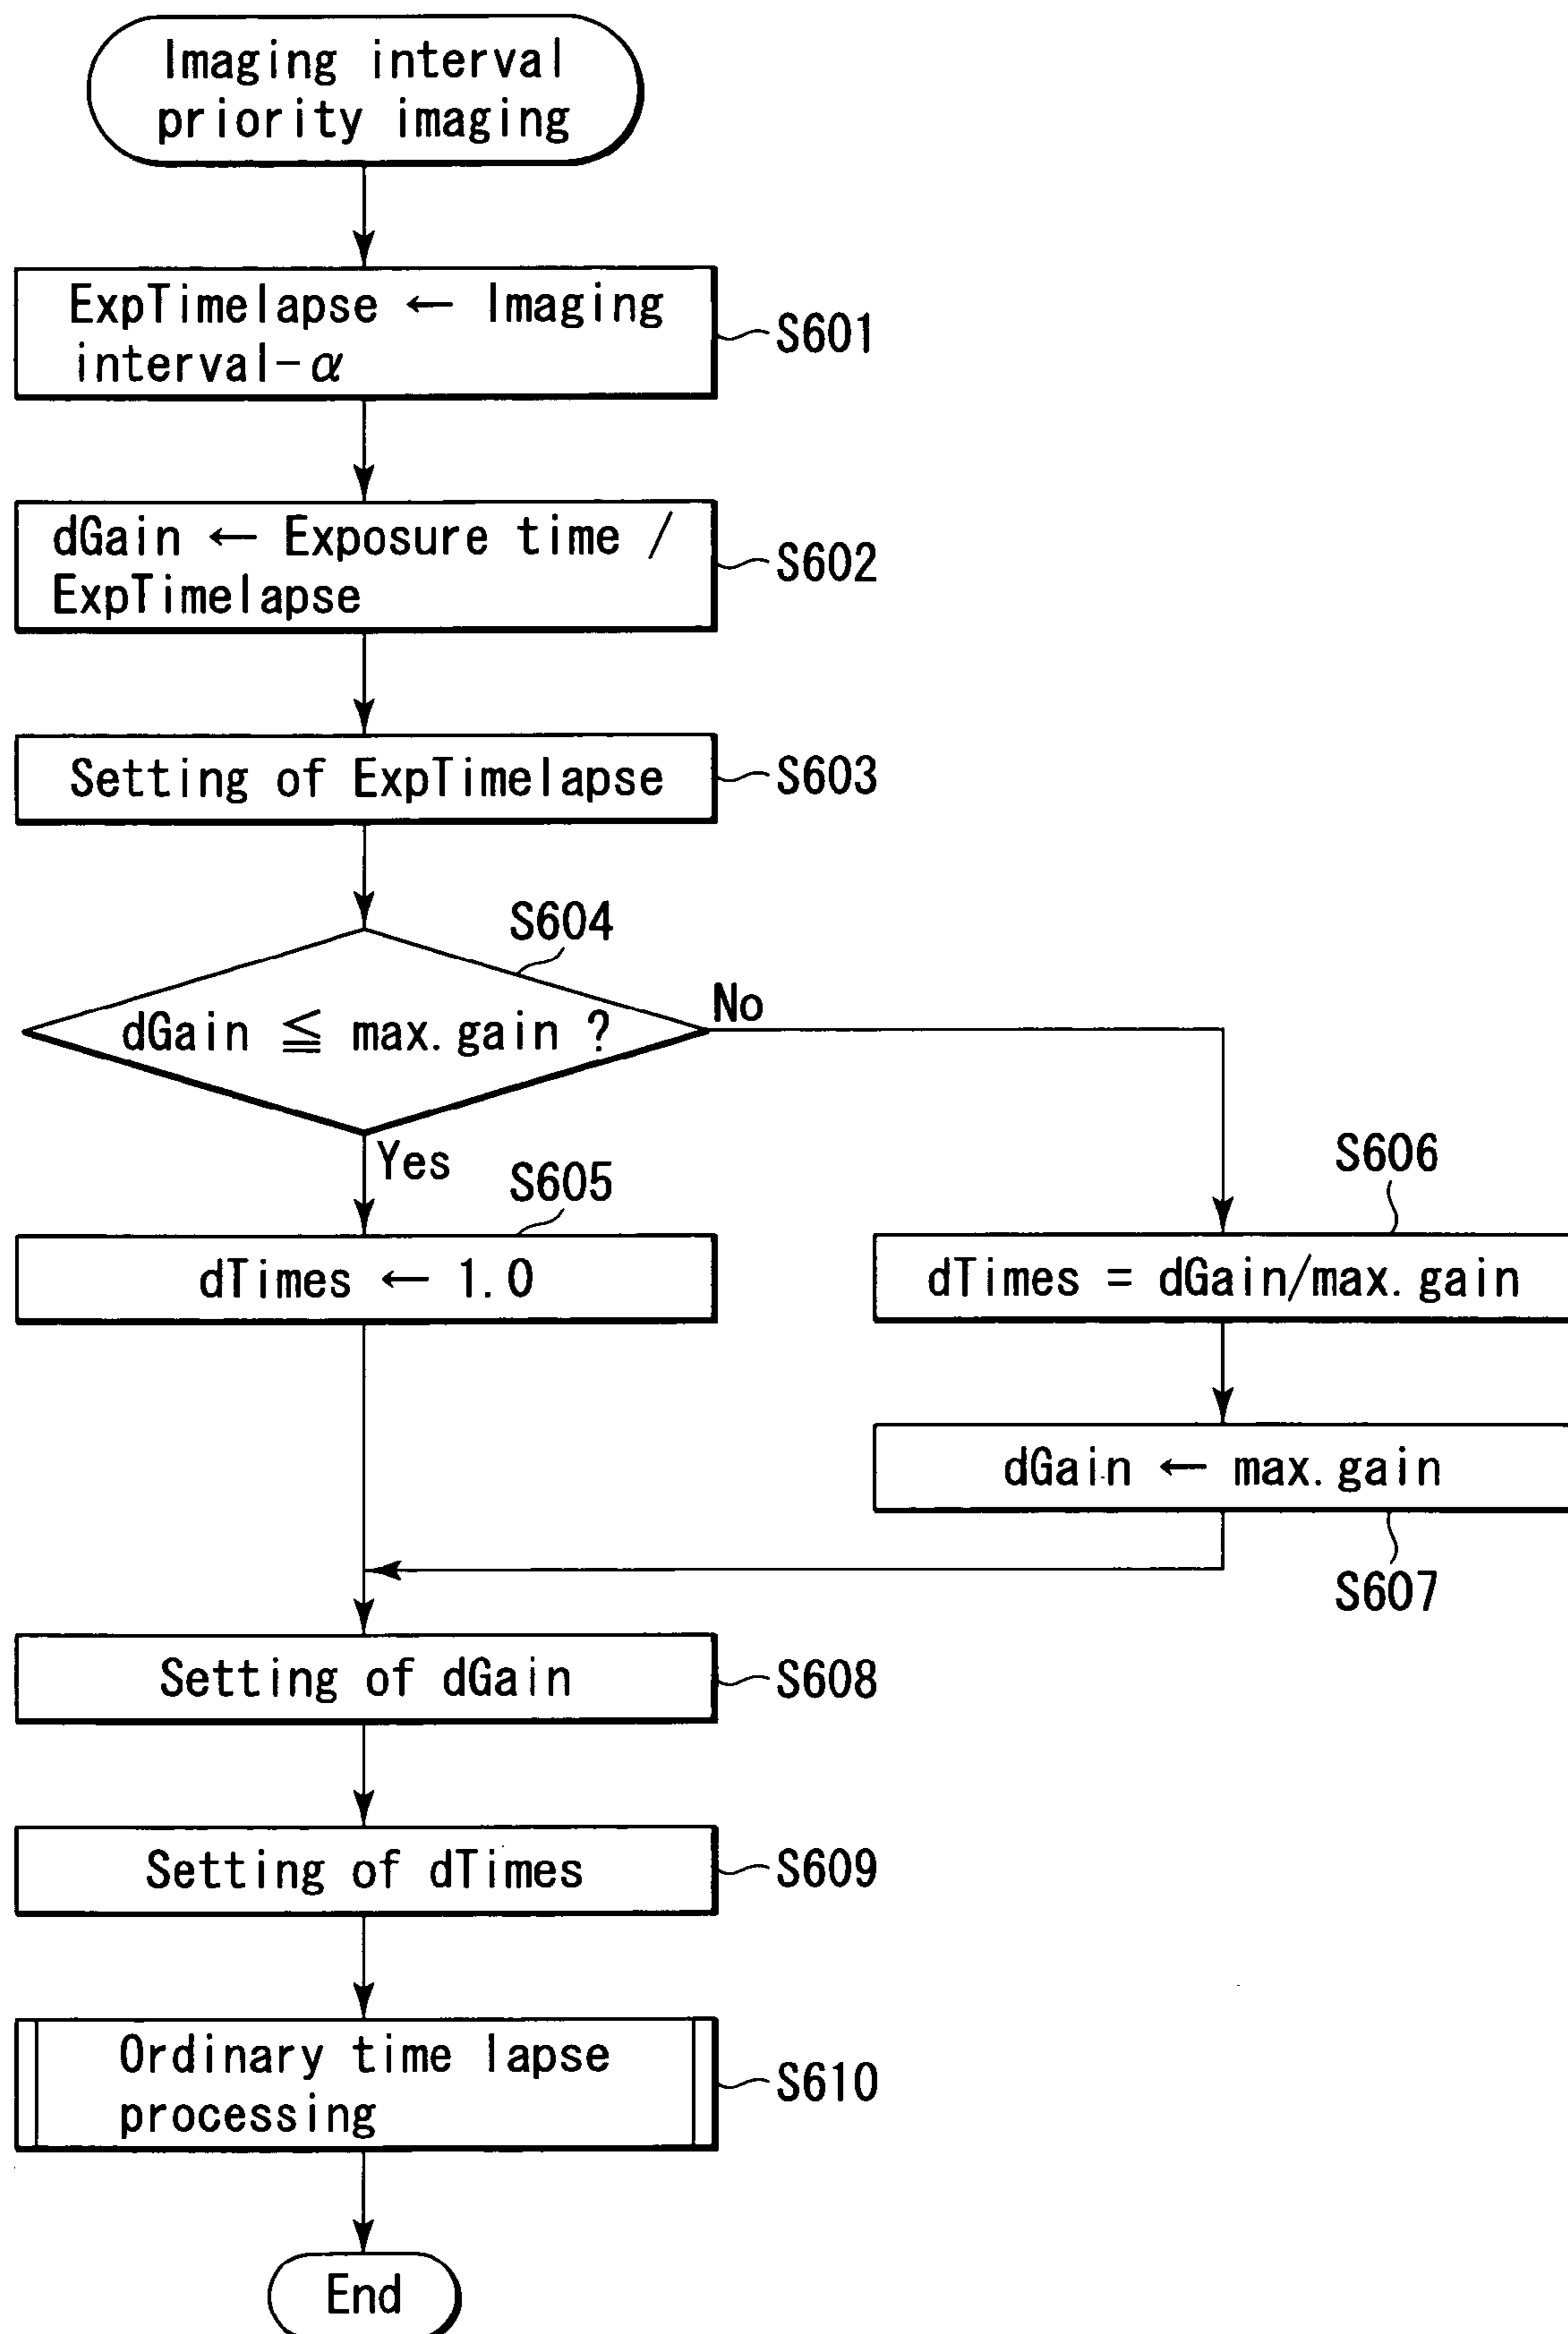 Imaging interval
priority imaging
ExpTimelapse ← Imaging
interval-α
S601
dGain ← Exposure time /
ExpTimelapse
S602
Setting of ExpTimelapse
S603
S604
dGain ≦ max.gain ?
No
Yes
S605
dTimes ← 1.0
S606
dTimes = dGain/max.gain
dGain ← max.gain
S607
Setting of dGain
S608
Setting of dTimes
S609
Ordinary time lapse
processing
S610
End